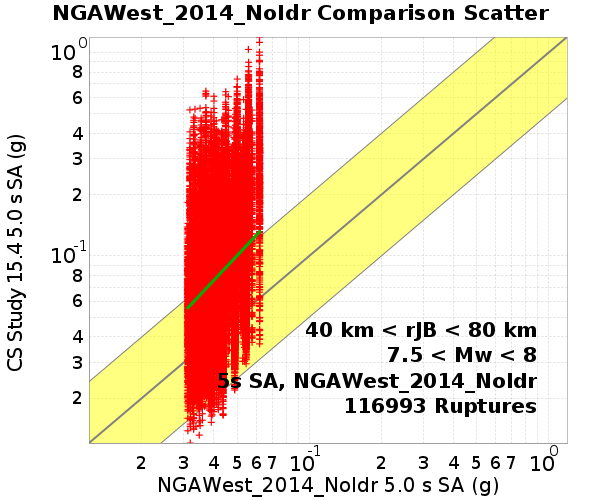 NGAWest_2014_NoIdr Comparison Scatter
10^0
8
6
4
3
2
10^-1
8
6
4
3
2
CS Study 15.4 5.0 s SA (g)
40 km < rJB < 80 km
7.5 < Mw < 8
5s SA, NGAWest_2014_NoIdr
116993 Ruptures
2 3 4 5 6 7 10^-1 2 3 4 5 6 7 10^0
NGAWest_2014_NoIdr 5.0 s SA (g)